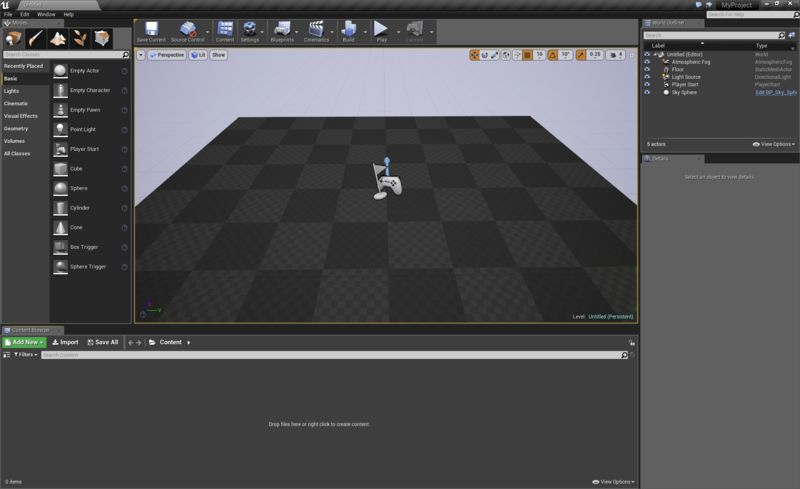 Untitled
MyProject
File Edit Window Help
Search For Help
Modes
Search Classes
Recently Placed
Basic
Lights
Cinematic
Visual Effects
Geometry
Volumes
All Classes
Empty Actor
Empty Character
Empty Pawn
Point Light
Player Start
Cube
Sphere
Cylinder
Cone
Box Trigger
Sphere Trigger
Save Current
Source Control
Content
Settings
Blueprints
Cinematics
Build
Play
Launch
Perspective
Lit
Show
10
10°
0.25
4
Level: Untitled (Persistent)
World Outliner
Search...
Label Type
Untitled (Editor) World
Atmospheric Fog AtmosphericFog
Floor StaticMeshActor
Light Source DirectionalLight
Player Start PlayerStart
Sky Sphere Edit BP_Sky_Sph
5 actors
View Options
Details
Select an object to view details.
Content Browser
Add New
Import
Save All
Content
Filters
Search Content
Drop files here or right click to create content.
0 items
View Options